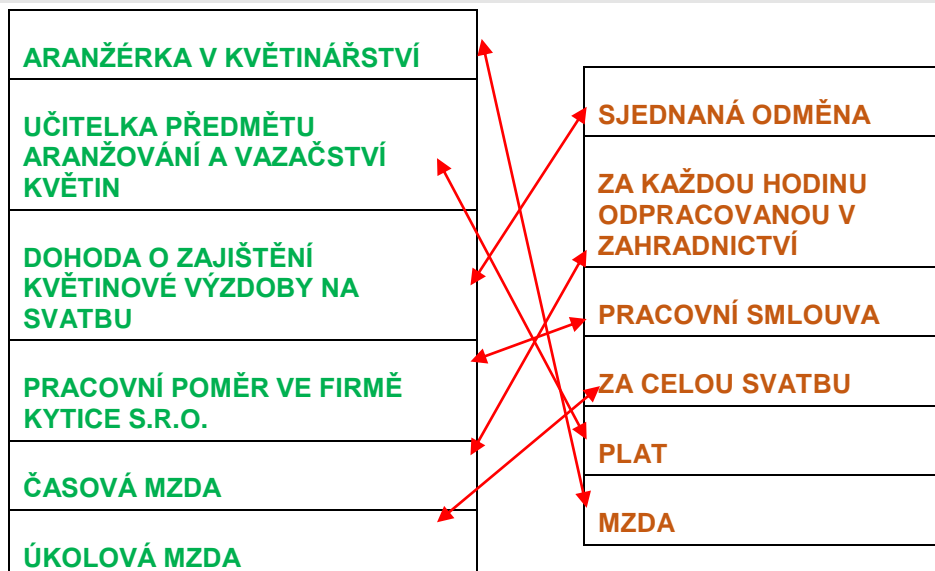 ARANŽÉRKA V KVĚTINÁŘSTVÍ
UČITELKA PŘEDMĚTU
ARANŽOVÁNÍ A VAZAČSTVÍ
KVĚTIN
DOHODA O ZAJIŠTĚNÍ
KVĚTINOVÉ VÝZDOBY NA
SVATBU
PRACOVNÍ POMĚR VE FIRMĚ
KYTICE S.R.O.
ČASOVÁ MZDA
ÚKOLOVÁ MZDA
SJEDNANÁ ODMĚNA
ZA KAŽDOU HODINU
ODPRACOVANOU V
ZAHRADNICTVÍ
PRACOVNÍ SMLOUVA
ZA CELOU SVATBU
PLAT
MZDA